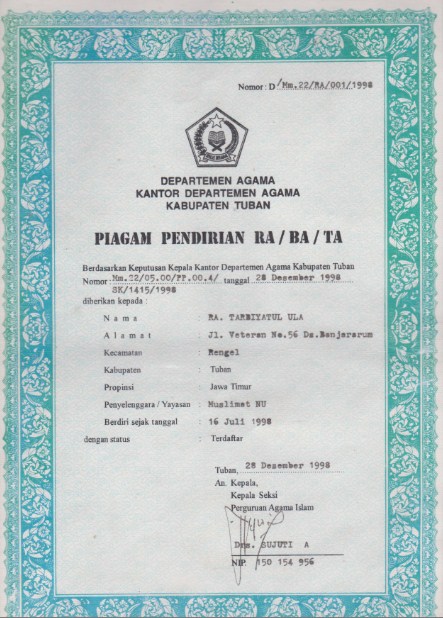 Nomor : D/Mm.22/RA/001/1998
DEPARTEMEN AGAMA
KANTOR DEPARTEMEN AGAMA
KABUPATEN TUBAN
PIAGAM PENDIRIAN RA / BA / TA
Berdasarkan Keputusan Kepala Kantor Departemen Agama Kabupaten Tuban
Nomor : Mm.22/05.00/PP.00.4/ tanggal 28 Desember 1998
SK/1415/1998
diberikan kepada :
N a m a : RA. TARBIYATUL ULA
A l a m a t : Jl. Veteran No.56 Ds.Banjararum
Kecamatan : Rengel
Kabupaten : Tuban
Propinsi : Jawa Timur
Penyelenggara / Yayasan : Muslimat NU
Berdiri sejak tanggal : 16 Juli 1998
dengan status : Terdaftar
Tuban, 28 Desember 1998
An. Kepala,
Kepala Seksi
Perguruan Agama Islam
Drs. SUJUTI A
NIP. 150 154 956